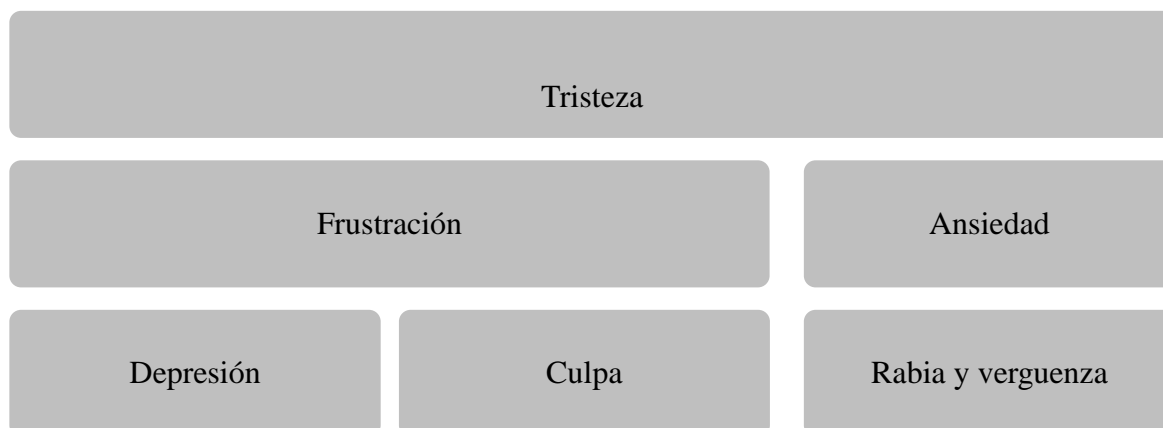 Tristeza
Frustración
Ansiedad
Depresión
Culpa
Rabia y verguenza